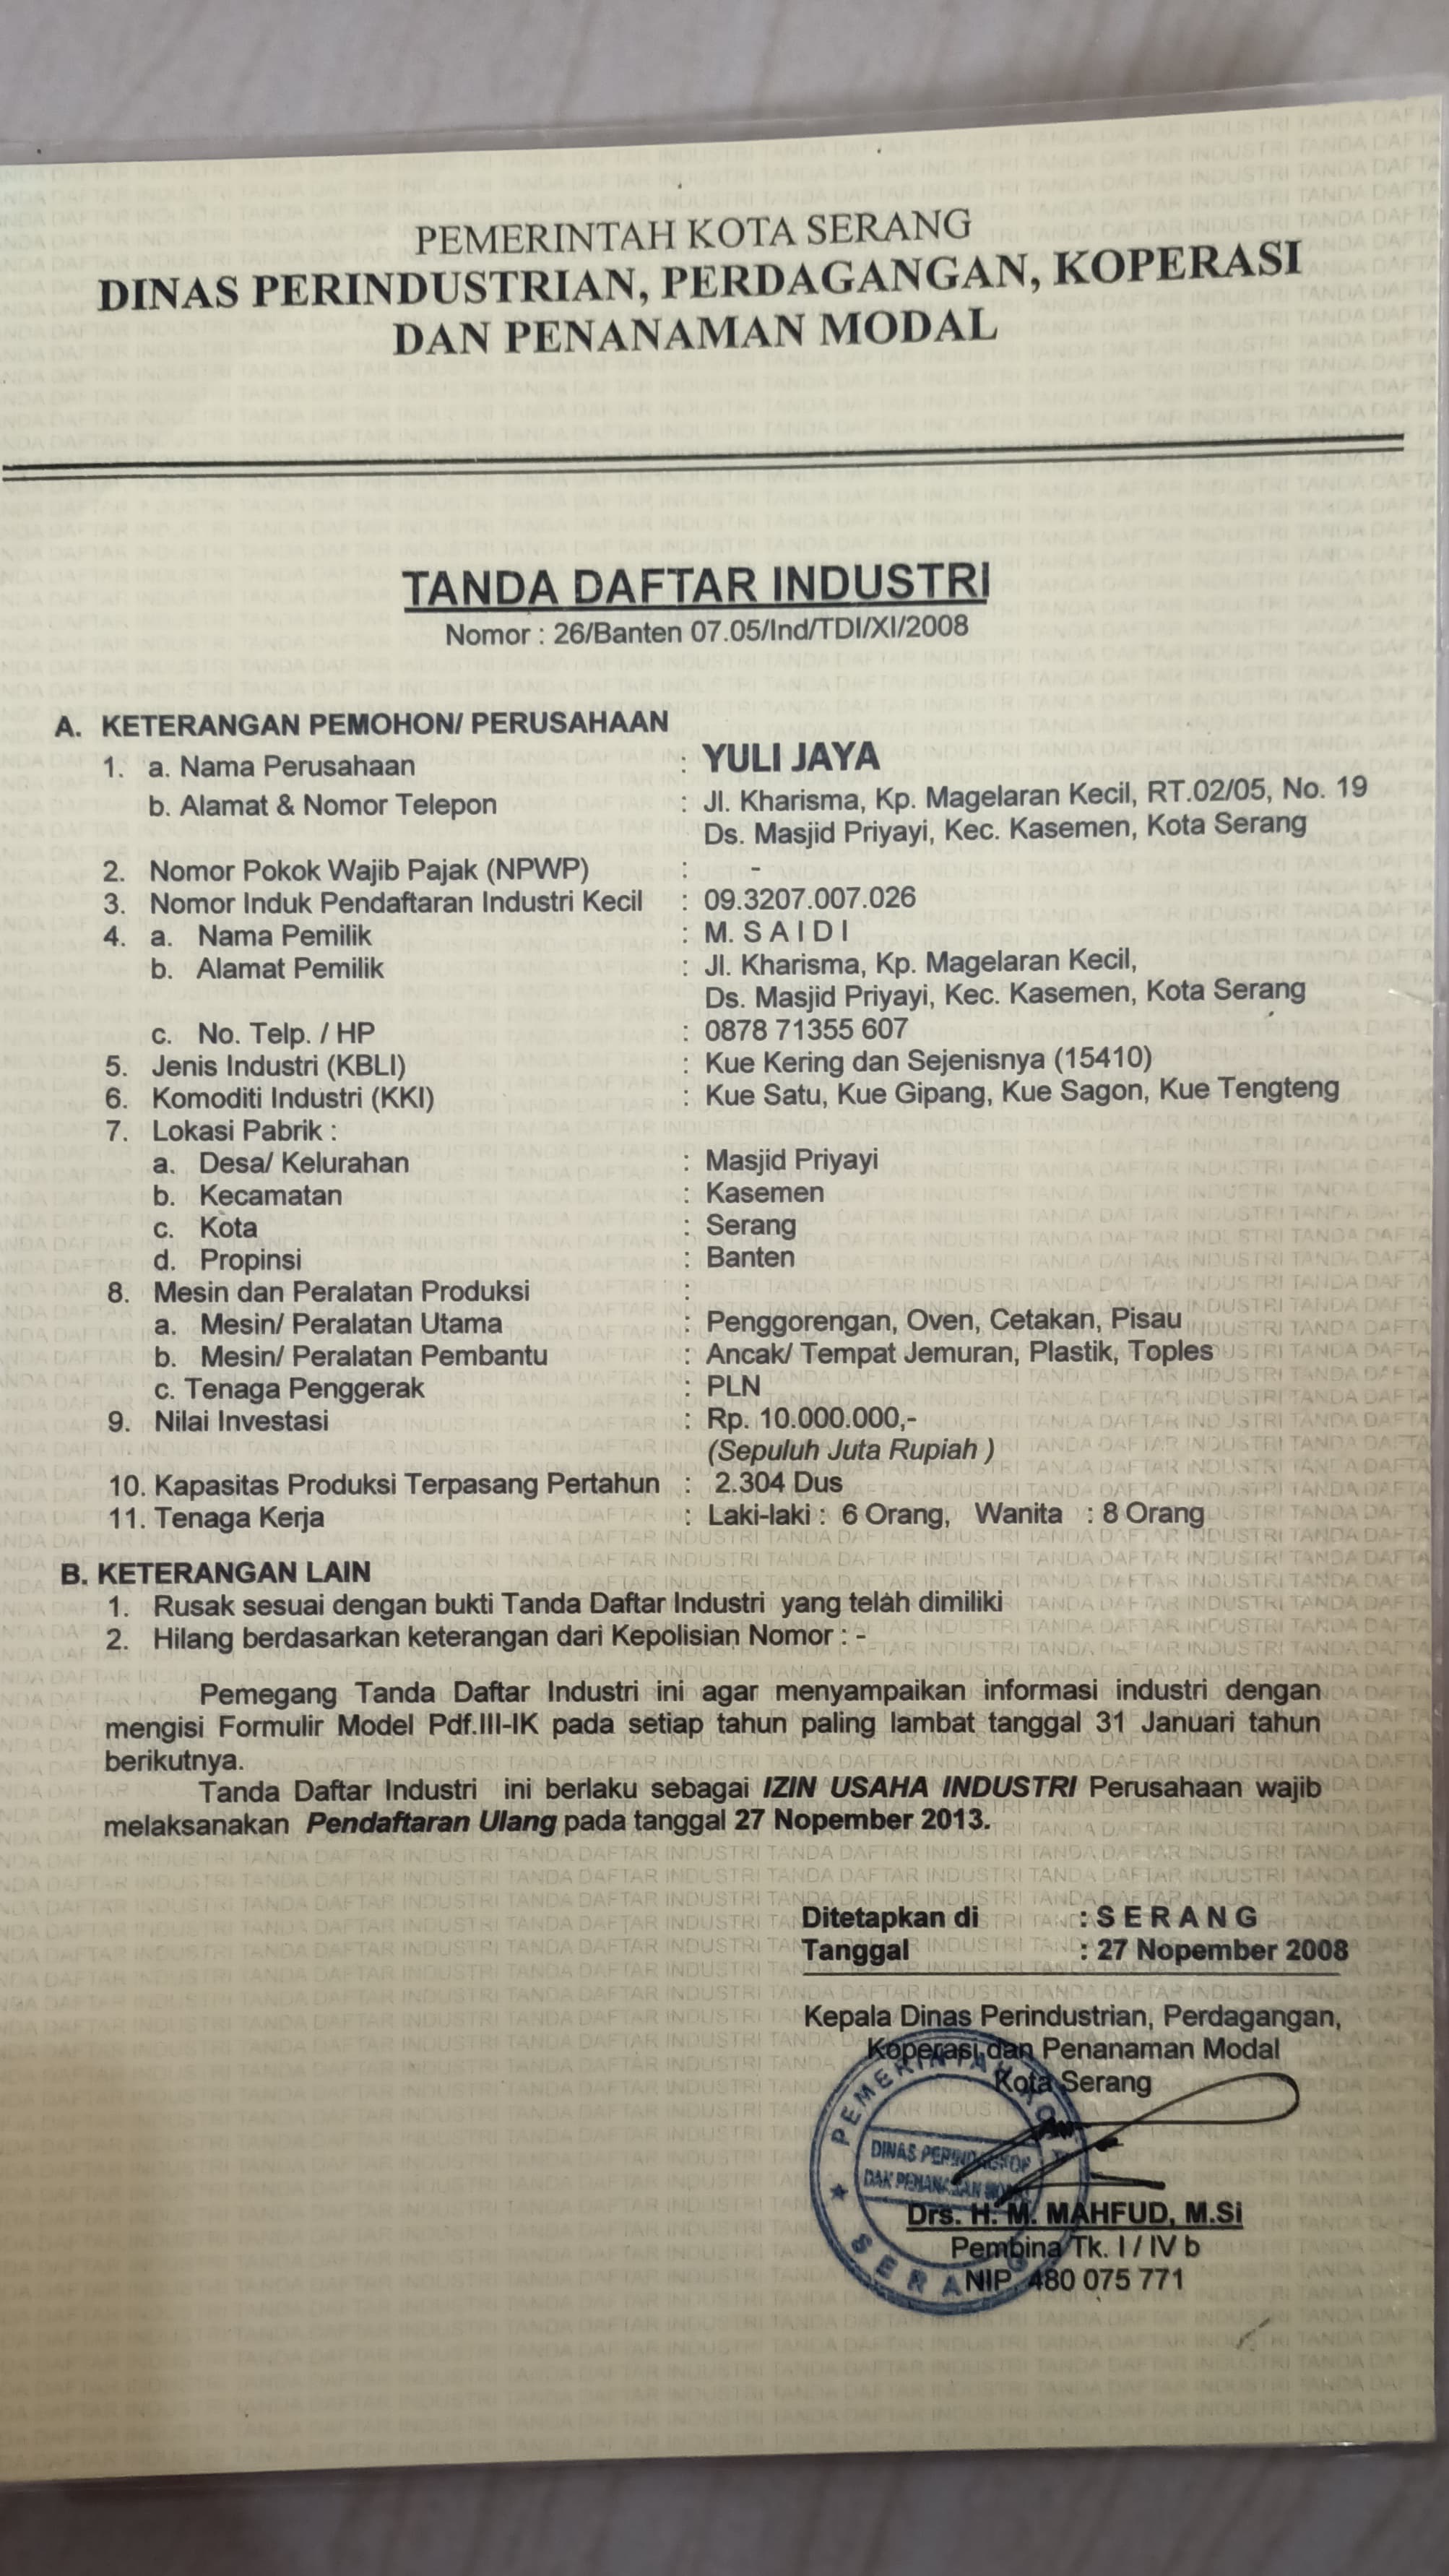 PEMERINTAH KOTA SERANG
DINAS PERINDUSTRIAN, PERDAGANGAN, KOPERASI
DAN PENANAMAN MODAL
TANDA DAFTAR INDUSTRI
Nomor : 26/Banten 07.05/Ind/TDI/XI/2008
A. KETERANGAN PEMOHON/ PERUSAHAAN
1. a. Nama Perusahaan : YULI JAYA
b. Alamat & Nomor Telepon : Jl. Kharisma, Kp. Magelaran Kecil, RT.02/05, No. 19
Ds. Masjid Priyayi, Kec. Kasemen, Kota Serang
2. Nomor Pokok Wajib Pajak (NPWP) : -
3. Nomor Induk Pendaftaran Industri Kecil : 09.3207.007.026
4. a. Nama Pemilik : M. S A I D I
b. Alamat Pemilik : Jl. Kharisma, Kp. Magelaran Kecil,
Ds. Masjid Priyayi, Kec. Kasemen, Kota Serang
c. No. Telp. / HP : 0878 71355 607
5. Jenis Industri (KBLI) : Kue Kering dan Sejenisnya (15410)
6. Komoditi Industri (KKI) : Kue Satu, Kue Gipang, Kue Sagon, Kue Tengteng
7. Lokasi Pabrik :
a. Desa/ Kelurahan : Masjid Priyayi
b. Kecamatan : Kasemen
c. Kota : Serang
d. Propinsi : Banten
8. Mesin dan Peralatan Produksi :
a. Mesin/ Peralatan Utama : Penggorengan, Oven, Cetakan, Pisau
b. Mesin/ Peralatan Pembantu : Ancak/ Tempat Jemuran, Plastik, Toples
c. Tenaga Penggerak : PLN
9. Nilai Investasi : Rp. 10.000.000,-
(Sepuluh Juta Rupiah )
10. Kapasitas Produksi Terpasang Pertahun : 2.304 Dus
11. Tenaga Kerja : Laki-laki : 6 Orang, Wanita : 8 Orang
B. KETERANGAN LAIN
1. Rusak sesuai dengan bukti Tanda Daftar Industri yang telah dimiliki
2. Hilang berdasarkan keterangan dari Kepolisian Nomor : -
Pemegang Tanda Daftar Industri ini agar menyampaikan informasi industri dengan
mengisi Formulir Model Pdf.III-IK pada setiap tahun paling lambat tanggal 31 Januari tahun
berikutnya.
Tanda Daftar Industri ini berlaku sebagai IZIN USAHA INDUSTRI Perusahaan wajib
melaksanakan Pendaftaran Ulang pada tanggal 27 Nopember 2013.
Ditetapkan di : S E R A N G
Tanggal : 27 Nopember 2008
Kepala Dinas Perindustrian, Perdagangan,
Koperasi dan Penanaman Modal
Kota Serang
Drs. H. M. MAHFUD, M.Si
Pembina Tk. I / IV b
NIP. 480 075 771